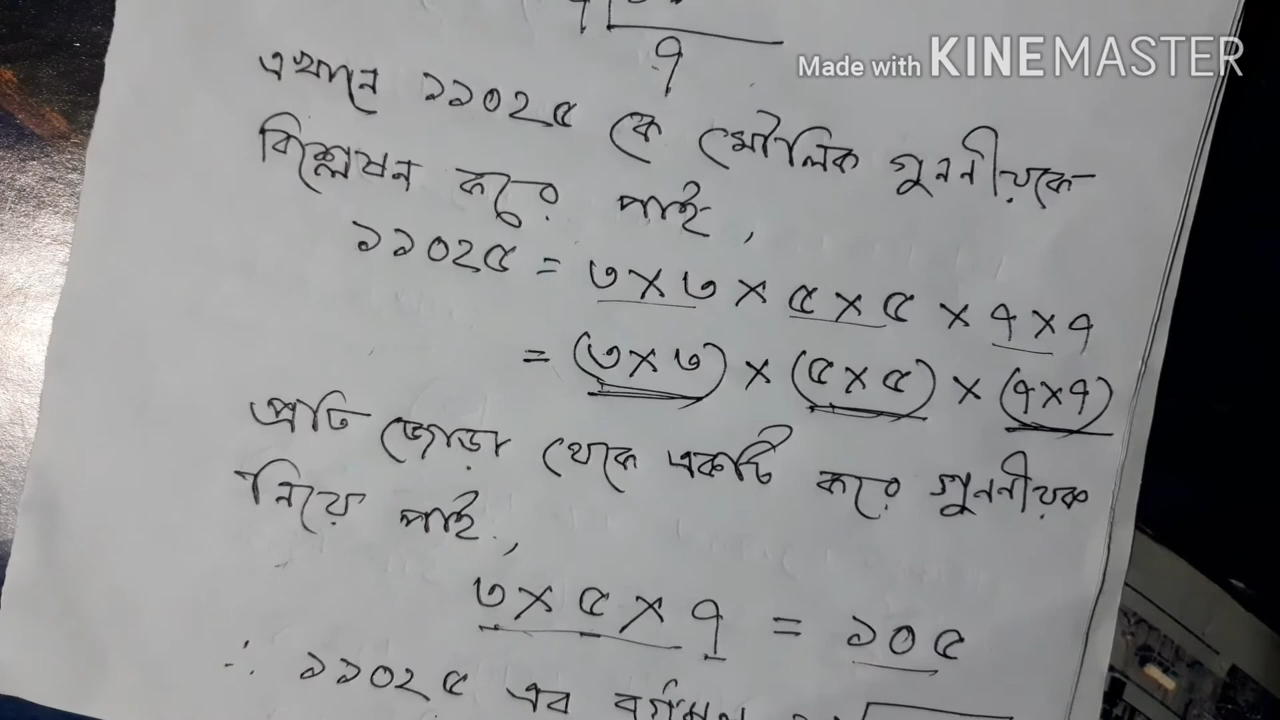 ৭
Made with KINEMASTER
এখানে ১১০২৫ কে মৌলিক গুননীয়কে
বিশ্লেষন করে পাই,
১১০২৫ = ৩ × ৩ × ৫ × ৫ × ৭ × ৭
= (৩×৩) × (৫×৫) × (৭×৭)
প্রতি জোড়া থেকে একটি করে গুননীয়ক
নিয়ে পাই,
৩ × ৫ × ৭ = ১০৫
∴ ১১০২৫ এর বর্গমূল